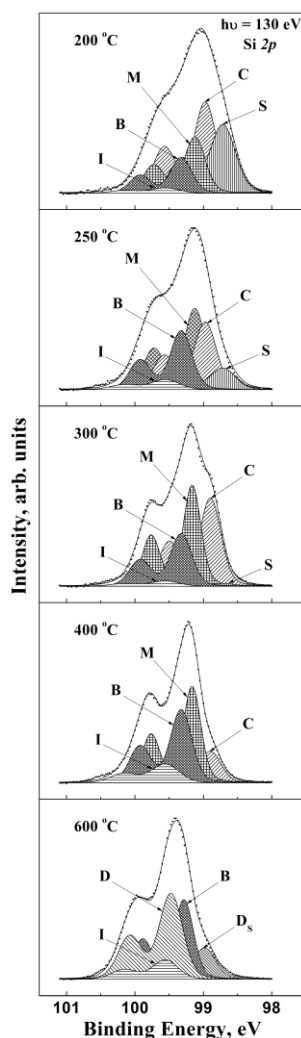 200 °C
hυ = 130 eV
Si 2p
M
C
B
S
I
250 °C
M
C
B
S
I
300 °C
M
C
B
I
S
400 °C
M
B
C
I
600 °C
D
B
I
Ds
Intensity, arb. units
101 100 99 98
Binding Energy, eV